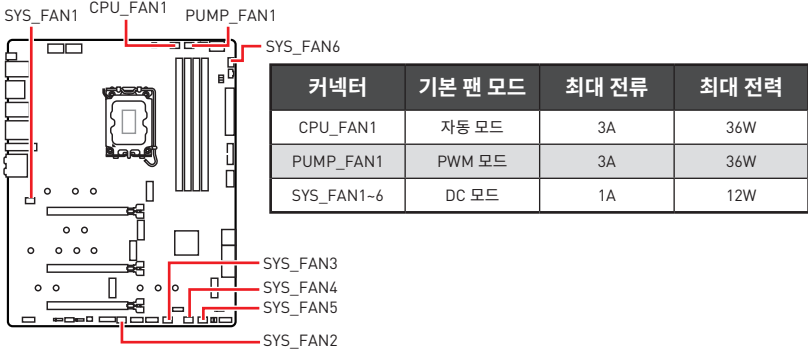 SYS_FAN1
CPU_FAN1
PUMP_FAN1
SYS_FAN6
커넥터 기본 팬 모드 최대 전류 최대 전력
CPU_FAN1 자동 모드 3A 36W
PUMP_FAN1 PWM 모드 3A 36W
SYS_FAN1~6 DC 모드 1A 12W
SYS_FAN3
SYS_FAN4
SYS_FAN5
SYS_FAN2